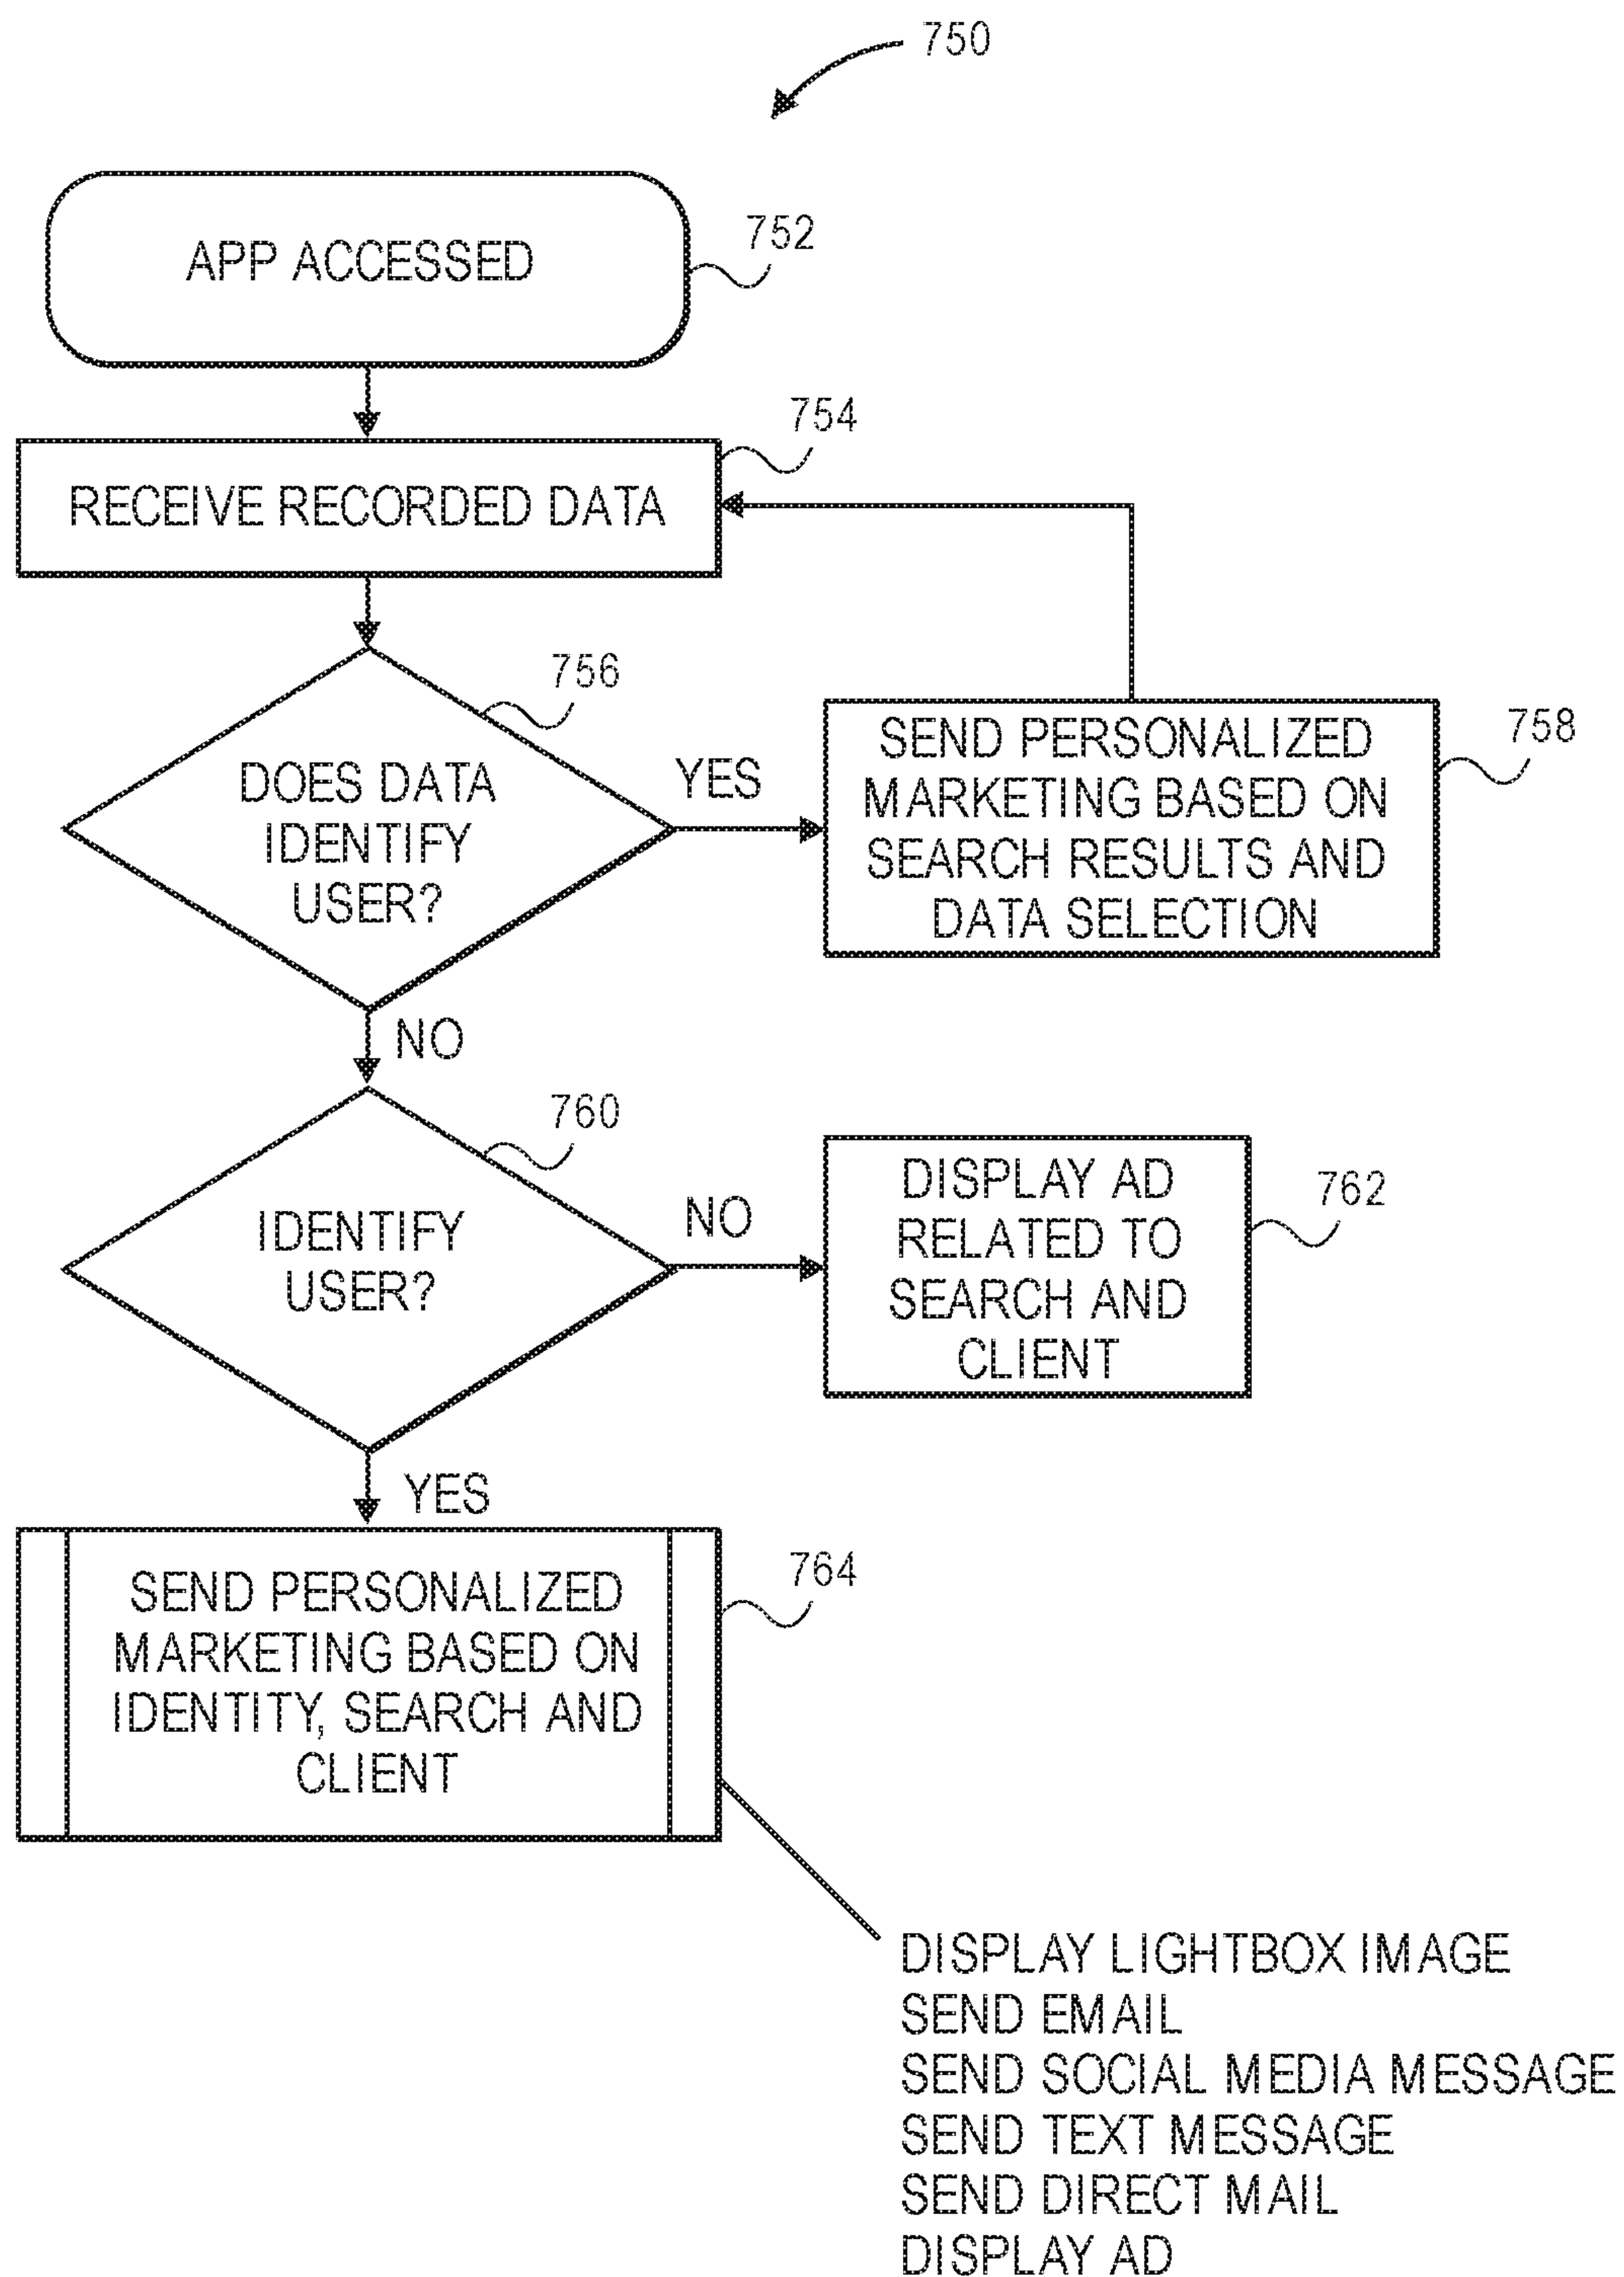 750
APP ACCESSED
752
754
RECEIVE RECORDED DATA
756
DOES DATA
IDENTIFY
USER?
YES
SEND PERSONALIZED
MARKETING BASED ON
SEARCH RESULTS AND
DATA SELECTION
758
NO
760
IDENTIFY
USER?
NO
DISPLAY AD
RELATED TO
SEARCH AND
CLIENT
762
YES
SEND PERSONALIZED
MARKETING BASED ON
IDENTITY, SEARCH AND
CLIENT
764
DISPLAY LIGHTBOX IMAGE
SEND EMAIL
SEND SOCIAL MEDIA MESSAGE
SEND TEXT MESSAGE
SEND DIRECT MAIL
DISPLAY AD